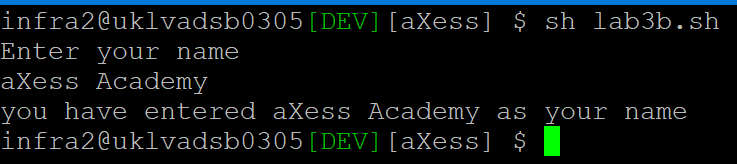 infra2@uklvadsb0305[DEV][aXess] $ sh lab3b.sh
Enter your name
aXess Academy
you have entered aXess Academy as your name
infra2@uklvadsb0305[DEV][aXess] $